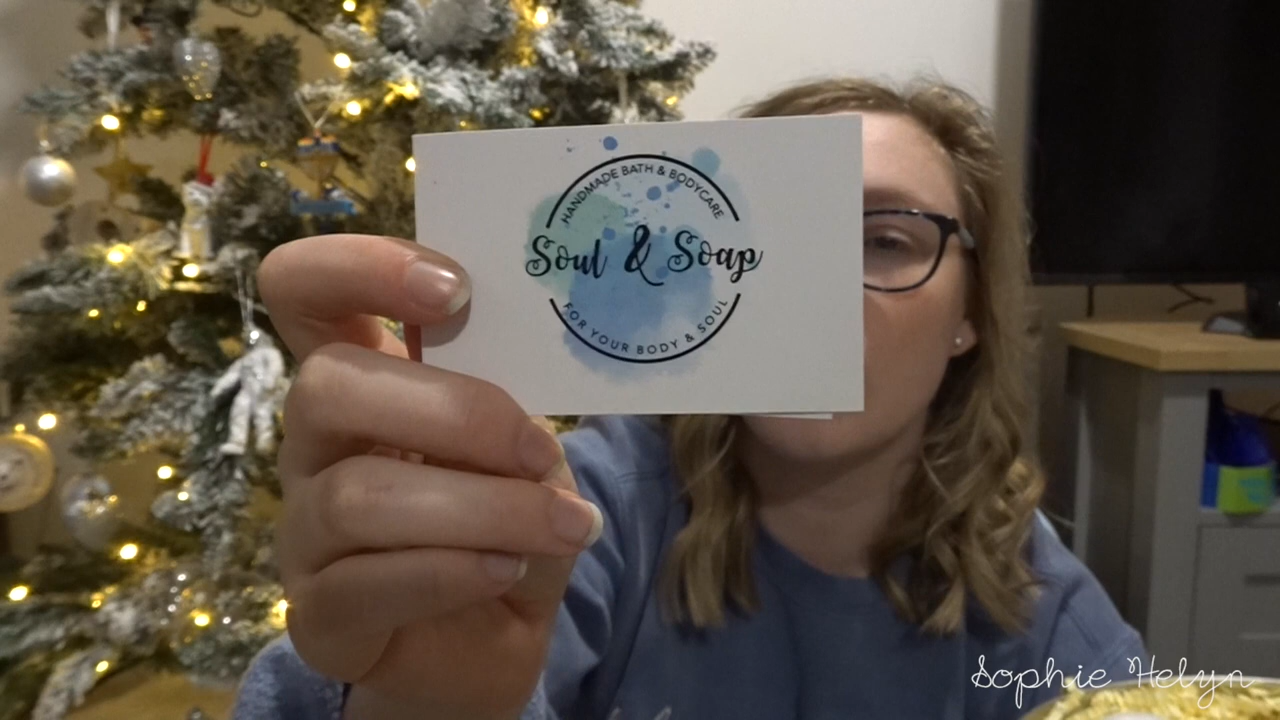 HANDMADE BATH & BODYCARE
Soul & Soap
FOR YOUR BODY & SOUL
Sophie Helyn